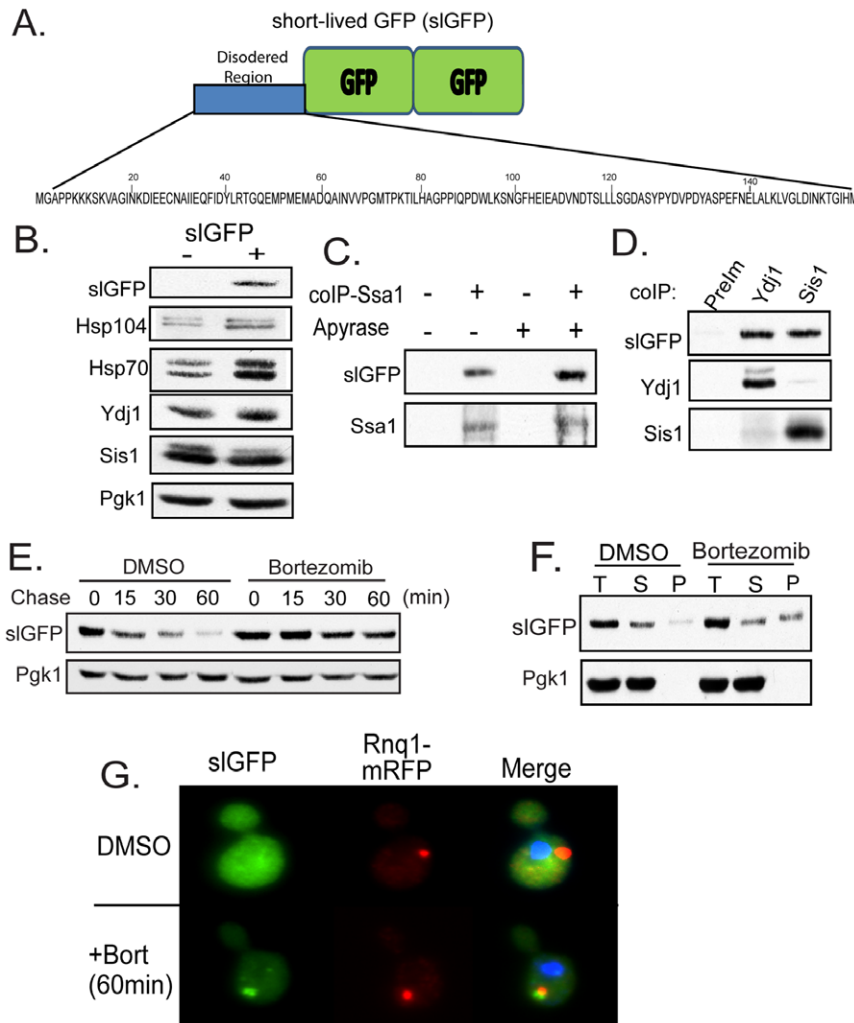 A.
short-lived GFP (slGFP)
Disodered
Region
GFP GFP
20 40 60 80 100 120 140
MGAPPKKKSKVAGINKDIEECNAIIEQFIDYLRTGQEMPMEMADQAINVVPGMTPKTILHAGPPIQPDWLKSNGFHEIEADVNDTSLLLSGDASYPYDVPDYASPEFNELALKLVGLDINKTGIHM
B.
slGFP
- +
slGFP
Hsp104
Hsp70
Ydj1
Sis1
Pgk1
C.
coIP-Ssa1 - + - +
Apyrase - - + +
slGFP
Ssa1
D.
coIP: PreIm Ydj1 Sis1
slGFP
Ydj1
Sis1
E.
DMSO Bortezomib
Chase 0 15 30 60 0 15 30 60 (min)
slGFP
Pgk1
F.
DMSO Bortezomib
T S P T S P
slGFP
Pgk1
G.
slGFP Rnq1-mRFP Merge
DMSO
+Bort
(60min)